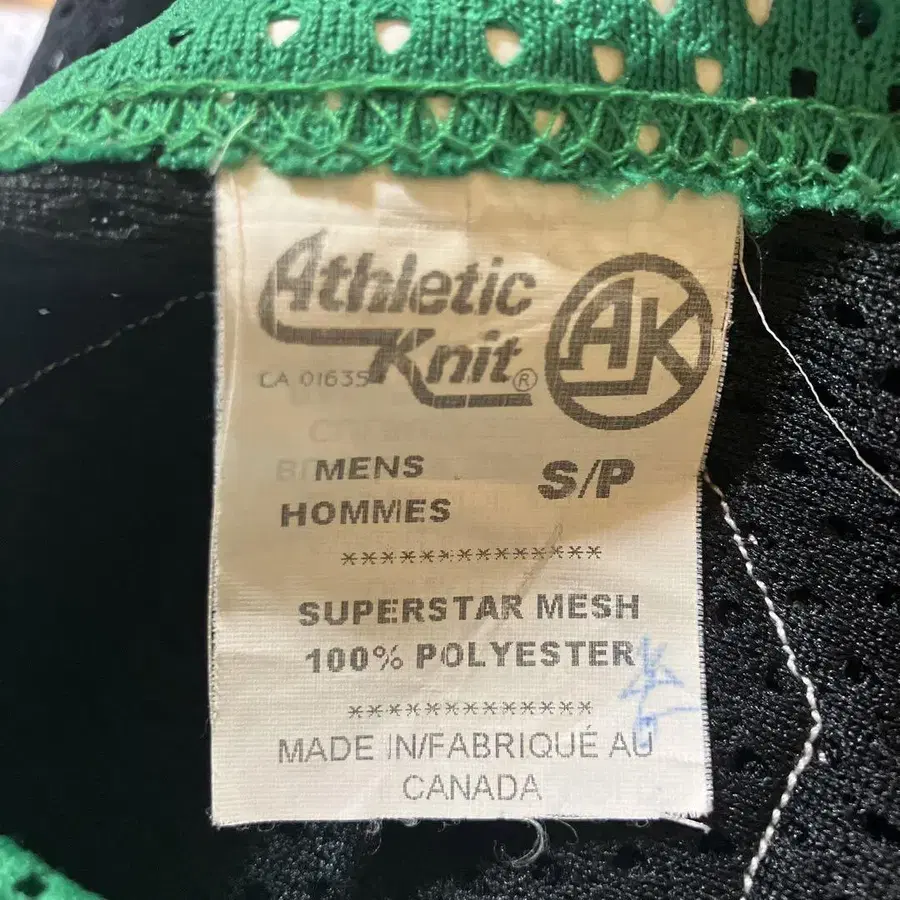 Athletic
Knit®
AK
CA 01635
MENS S/P
HOMMES
**************
SUPERSTAR MESH
100% POLYESTER
*************
MADE IN/FABRIQUÉ AU
CANADA